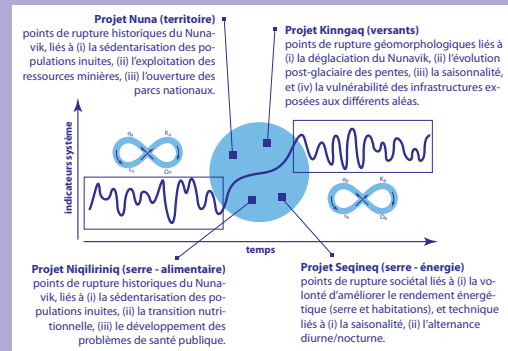 Projet Nuna (territoire)
points de rupture historiques du Nuna-
vik, liés à (i) la sédentarisation des po-
pulations inuites, (ii) l'exploitation des
ressources minières, (iii) l'ouverture des
parcs nationaux.
Projet Kinngaq (versants)
points de rupture géomorphologiques liés à
(i) la déglaciation du Nunavik, (ii) l'évolution
post-glaciaire des pentes, (iii) la saisonnalité,
et (iv) la vulnérabilité des infrastructures ex-
posées aux différents aléas.
indicateurs système
temps
Projet Niqiliriniq (serre - alimentaire)
points de rupture historiques du Nuna-
vik, liés à (i) la sédentarisation des po-
pulations inuites, (ii) la transition nutri-
tionnelle, (iii) le développement des
problèmes de santé publique.
Projet Seqineq (serre - énergie)
points de rupture sociétal liés à (i) la vo-
lonté d'améliorer le rendement énergé-
tique (serre et habitations), et technique
liés à (i) la saisonalité, (ii) l'alternance
diurne/nocturne.